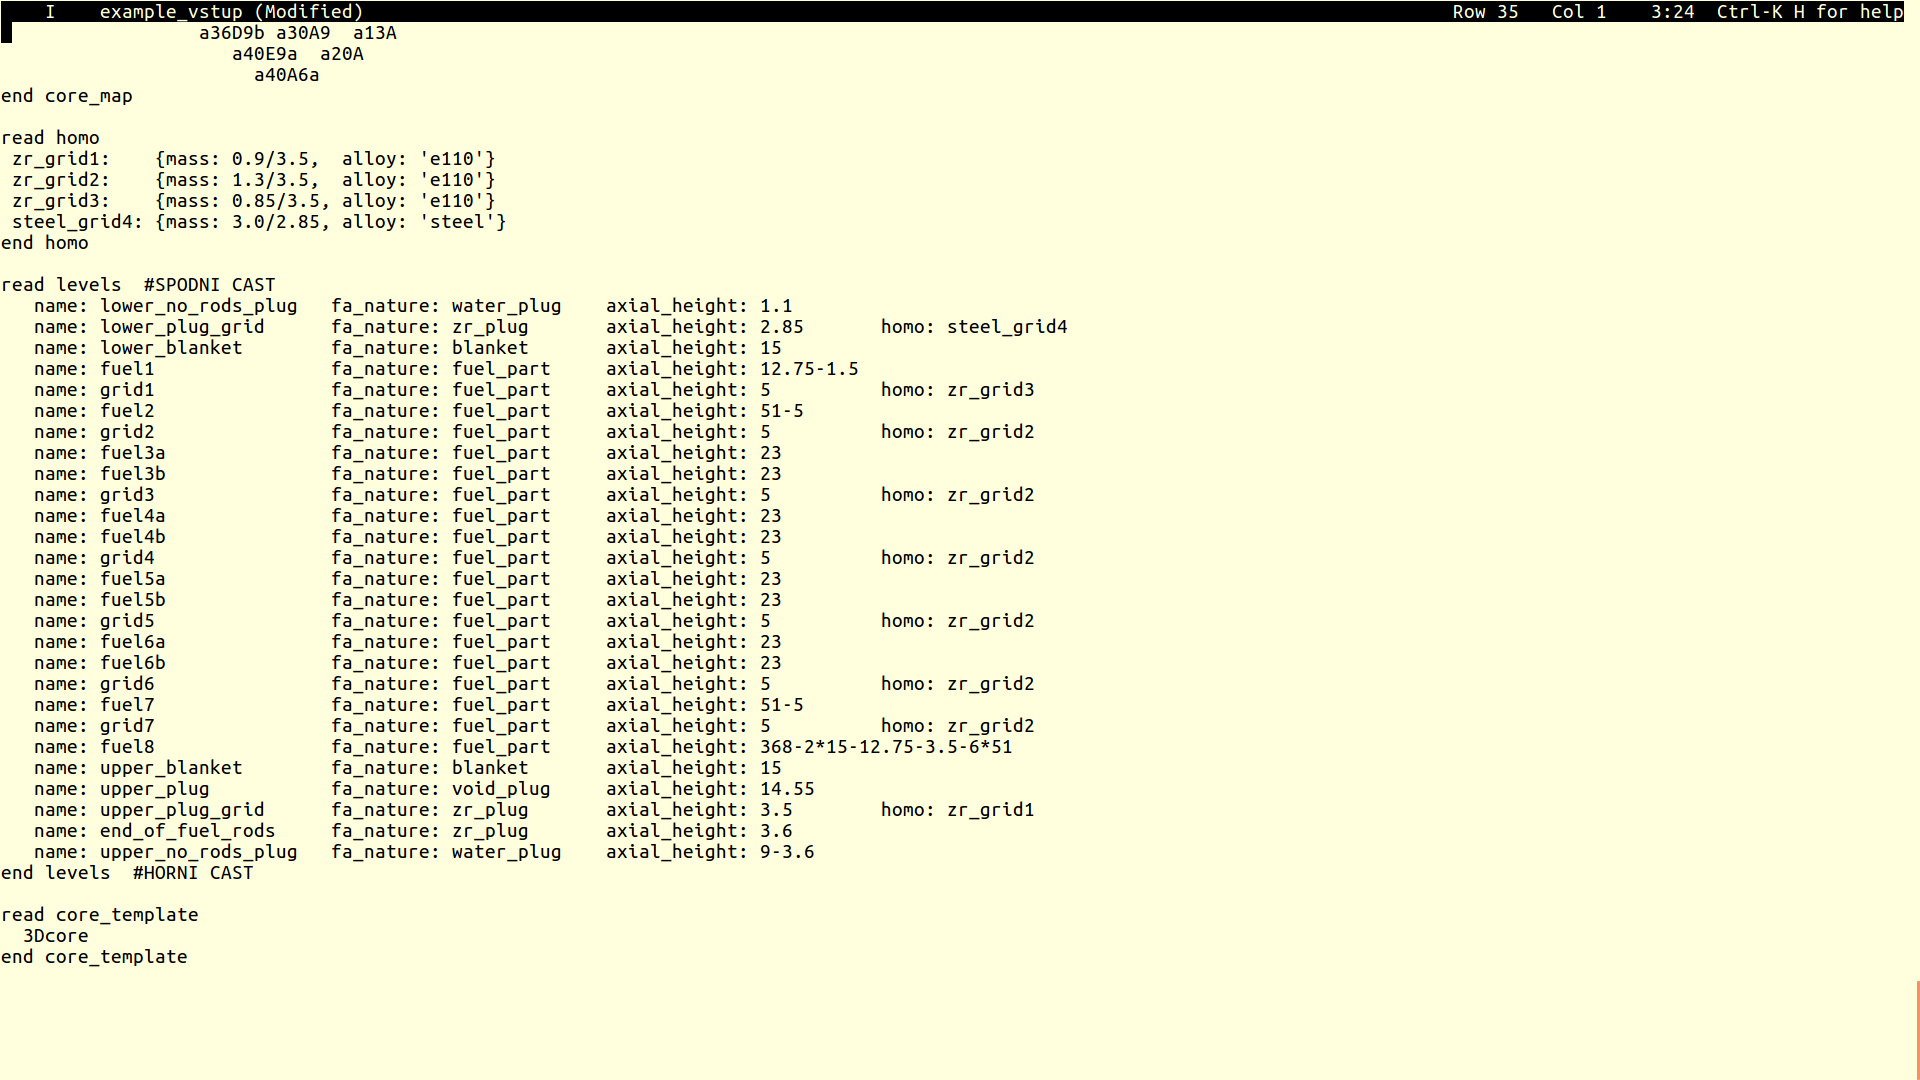 I    example_vstup (Modified)    Row 35   Col 1    3:24  Ctrl-K H for help
                  a36D9b a30A9  a13A
                     a40E9a  a20A
                       a40A6a
end core_map

read homo
 zr_grid1:    {mass: 0.9/3.5,  alloy: 'e110'}
 zr_grid2:    {mass: 1.3/3.5,  alloy: 'e110'}
 zr_grid3:    {mass: 0.85/3.5, alloy: 'e110'}
 steel_grid4: {mass: 3.0/2.85, alloy: 'steel'}
end homo

read levels  #SPODNI CAST
   name: lower_no_rods_plug   fa_nature: water_plug    axial_height: 1.1
   name: lower_plug_grid      fa_nature: zr_plug       axial_height: 2.85       homo: steel_grid4
   name: lower_blanket        fa_nature: blanket       axial_height: 15
   name: fuel1                fa_nature: fuel_part     axial_height: 12.75-1.5
   name: grid1                fa_nature: fuel_part     axial_height: 5          homo: zr_grid3
   name: fuel2                fa_nature: fuel_part     axial_height: 51-5
   name: grid2                fa_nature: fuel_part     axial_height: 5          homo: zr_grid2
   name: fuel3a               fa_nature: fuel_part     axial_height: 23
   name: fuel3b               fa_nature: fuel_part     axial_height: 23
   name: grid3                fa_nature: fuel_part     axial_height: 5          homo: zr_grid2
   name: fuel4a               fa_nature: fuel_part     axial_height: 23
   name: fuel4b               fa_nature: fuel_part     axial_height: 23
   name: grid4                fa_nature: fuel_part     axial_height: 5          homo: zr_grid2
   name: fuel5a               fa_nature: fuel_part     axial_height: 23
   name: fuel5b               fa_nature: fuel_part     axial_height: 23
   name: grid5                fa_nature: fuel_part     axial_height: 5          homo: zr_grid2
   name: fuel6a               fa_nature: fuel_part     axial_height: 23
   name: fuel6b               fa_nature: fuel_part     axial_height: 23
   name: grid6                fa_nature: fuel_part     axial_height: 5          homo: zr_grid2
   name: fuel7                fa_nature: fuel_part     axial_height: 51-5
   name: grid7                fa_nature: fuel_part     axial_height: 5          homo: zr_grid2
   name: fuel8                fa_nature: fuel_part     axial_height: 368-2*15-12.75-3.5-6*51
   name: upper_blanket        fa_nature: blanket       axial_height: 15
   name: upper_plug           fa_nature: void_plug     axial_height: 14.55
   name: upper_plug_grid      fa_nature: zr_plug       axial_height: 3.5        homo: zr_grid1
   name: end_of_fuel_rods     fa_nature: zr_plug       axial_height: 3.6
   name: upper_no_rods_plug   fa_nature: water_plug    axial_height: 9-3.6
end levels  #HORNI CAST

read core_template
  3Dcore
end core_template